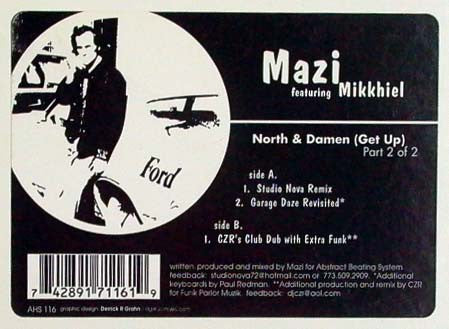 Mazi
featuring Mikkhiel
Ford
North & Damen (Get Up)
Part 2 of 2
side A.
1. Studio Nova Remix
2. Garage Daze Revisited*
side B.
1. CZR's Club Dub with Extra Funk**
written, produced and mixed by Mazi for Abstract Beating System.
feedback: studionova72@hotmail.com or 773.509.2909. *Additional
keyboards by Paul Redman. **Additional production and remix by CZR
for Funk Parlor Muzik. feedback: djczr@aol.com
7 42891 71161 9
AHS 116 graphic design: Derrick R Grahn